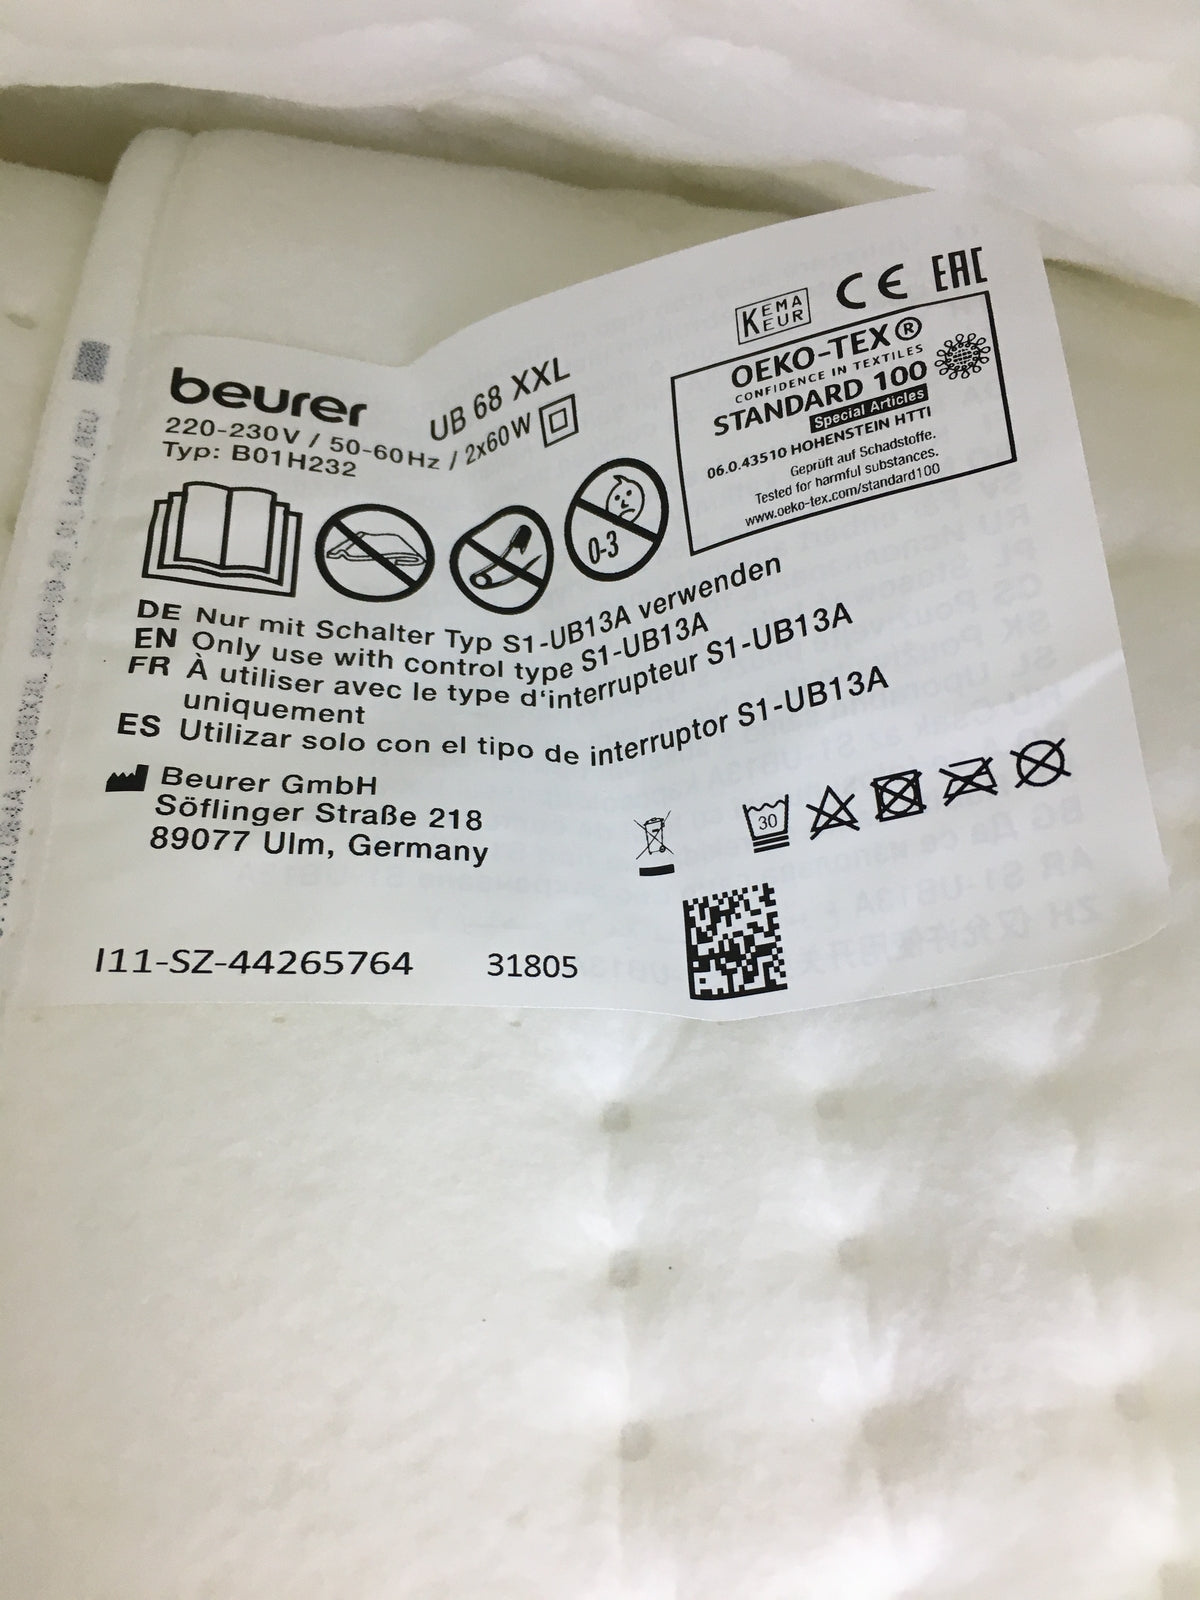 beurer
UB 68 XXL
220-230V / 50-60Hz / 2x60W
Typ: B01H232
KEMA
EUR
CE
EAC
OEKO-TEX®
CONFIDENCE IN TEXTILES
STANDARD 100
Special Articles
06.0.43510 HOHENSTEIN HTTI
Geprüft auf Schadstoffe.
Tested for harmful substances.
www.oeko-tex.com/standard100
0-3
DE Nur mit Schalter Typ S1-UB13A verwenden
EN Only use with control type S1-UB13A
FR À utiliser avec le type d'interrupteur S1-UB13A
uniquement
ES Utilizar solo con el tipo de interruptor S1-UB13A
Beurer GmbH
Söflinger Straße 218
89077 Ulm, Germany
30
I11-SZ-44265764 31805